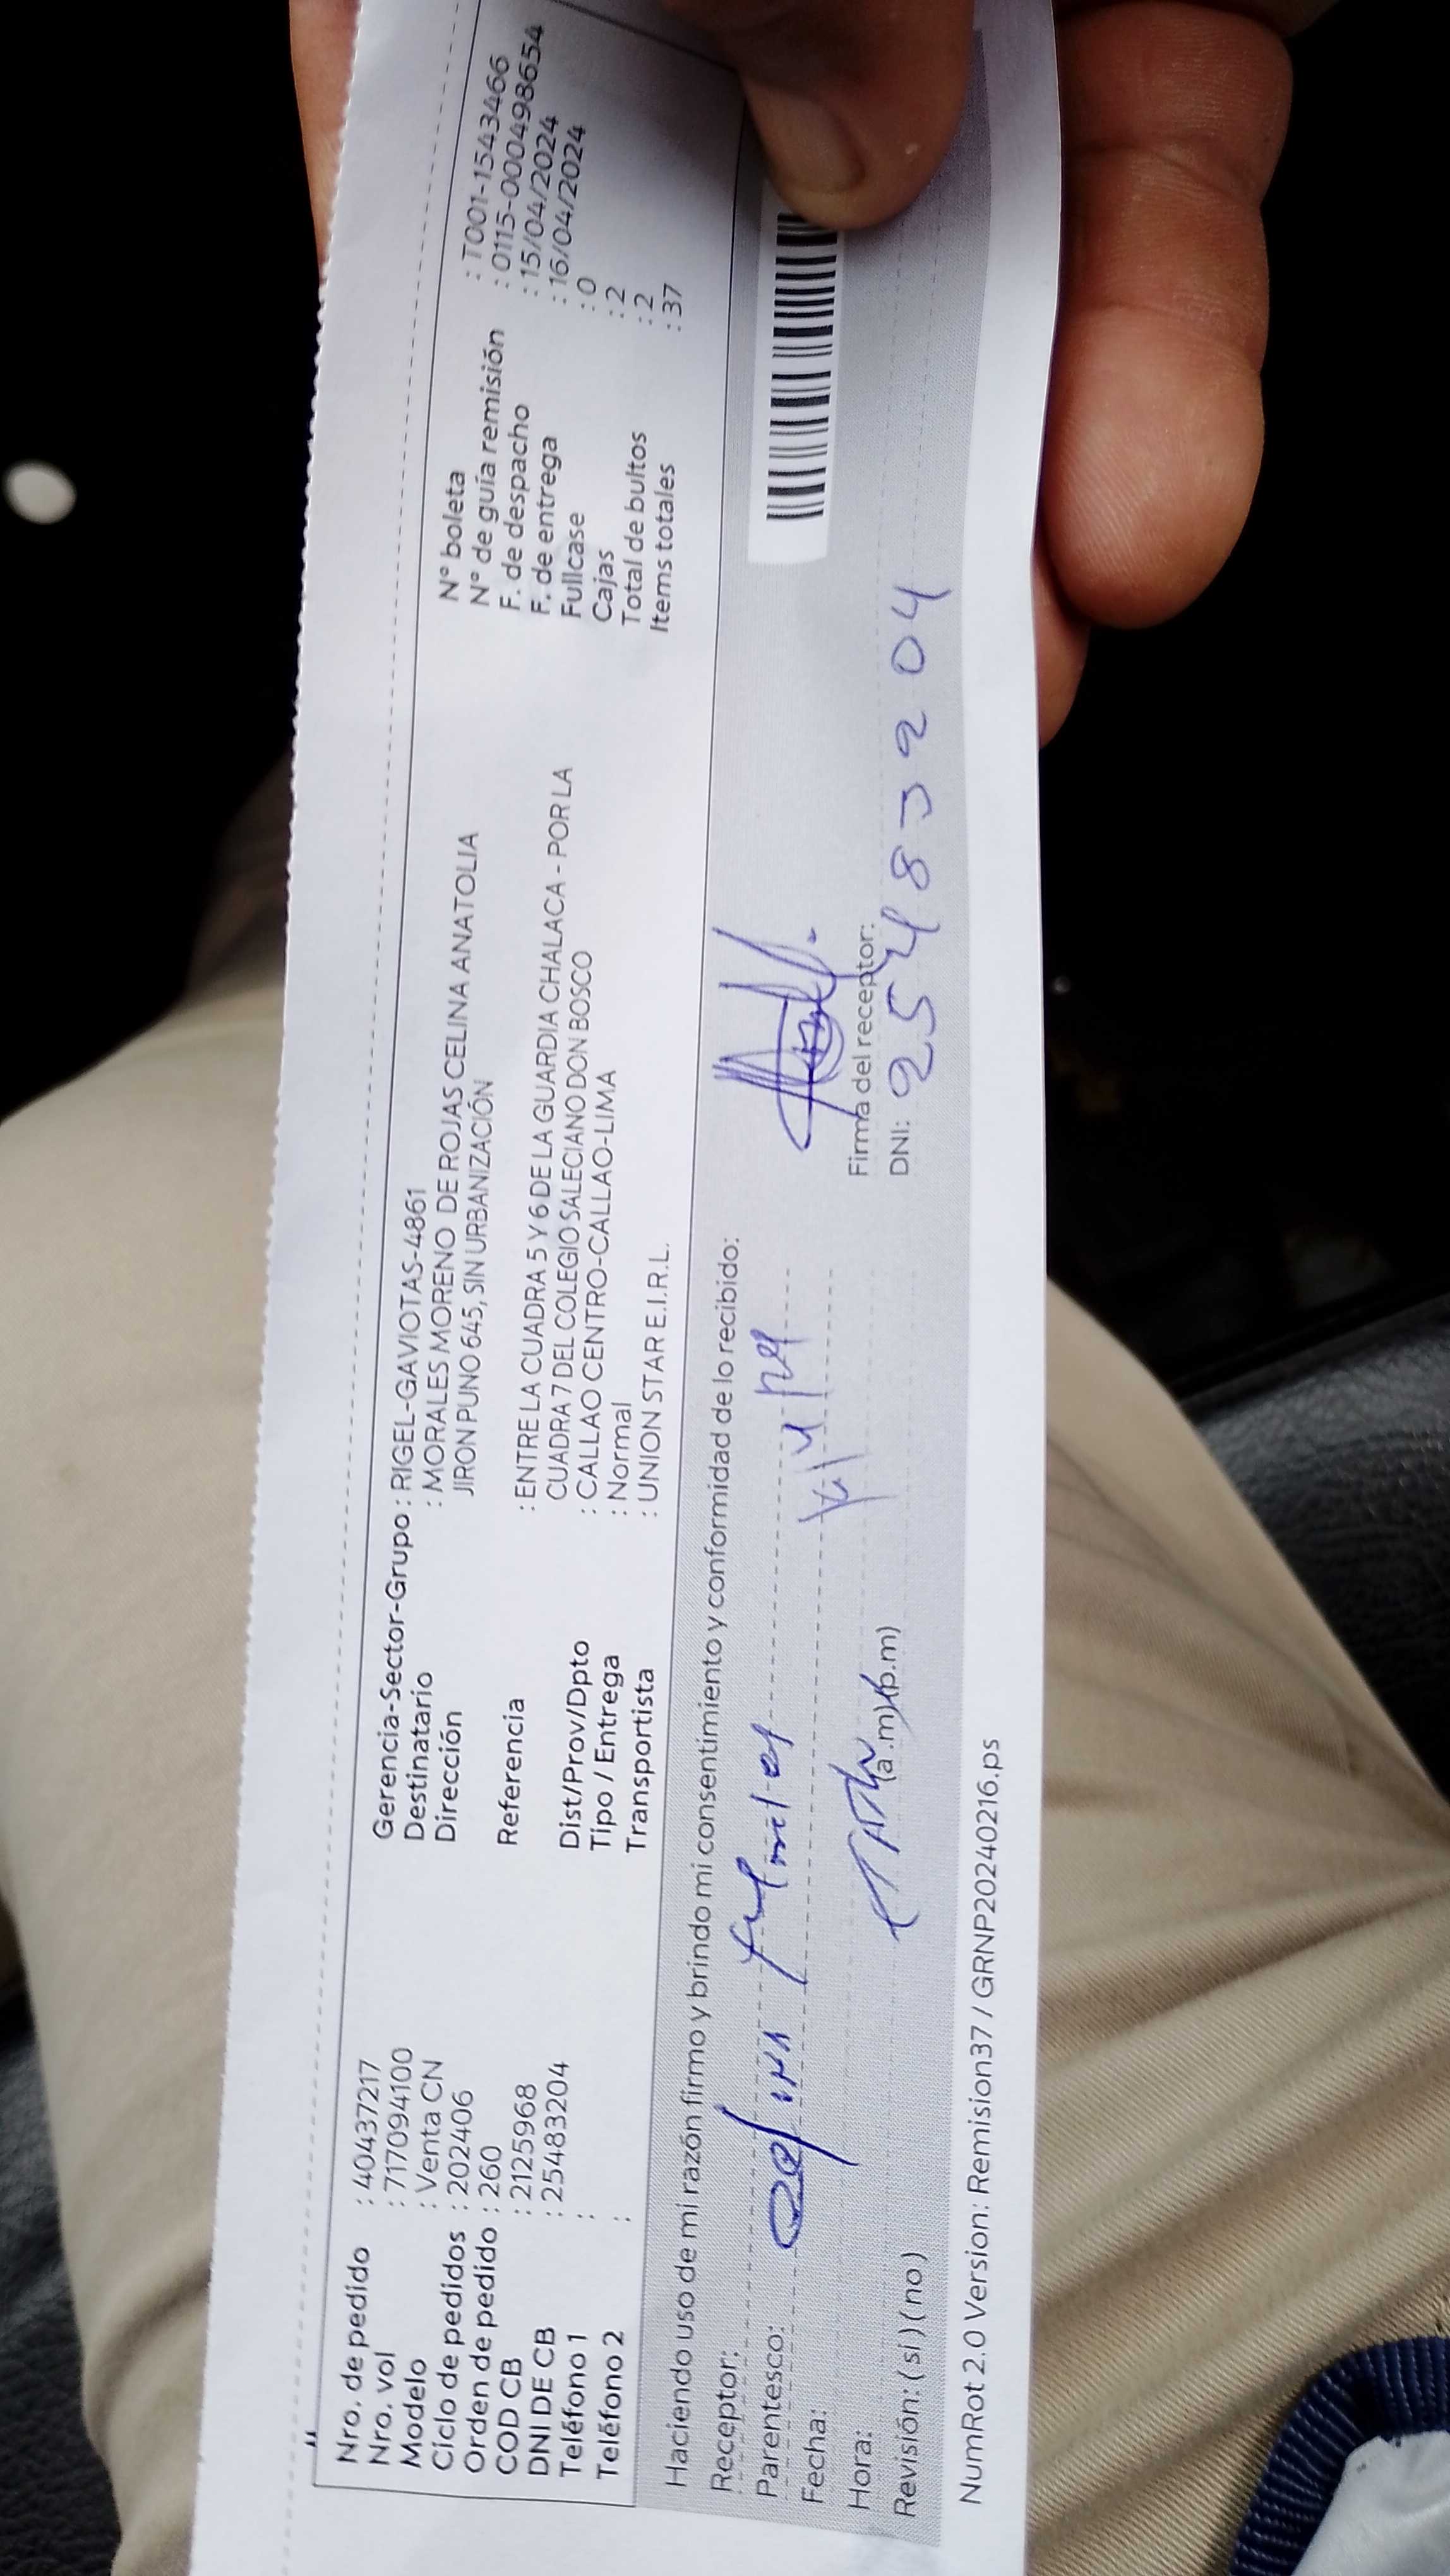 Nro. de pedido : 40437217
Nro. vol : 717094100
Modelo : Venta CN
Ciclo de pedidos : 202406
Orden de pedido : 260
COD CB : 2125968
DNI DE CB : 25483204
Teléfono 1 :
Teléfono 2 :
Gerencia-Sector-Grupo : RIGEL-GAVIOTAS-4861
Destinatario : MORALES MORENO DE ROJAS CELINA ANATOLIA
Dirección JIRON PUNO 645, SIN URBANIZACIÓN
Referencia : ENTRE LA CUADRA 5 Y 6 DE LA GUARDIA CHALACA - POR LA
CUADRA 7 DEL COLEGIO SALECIANO DON BOSCO
Dist/Prov/Dpto : CALLAO CENTRO-CALLAO-LIMA
Tipo / Entrega : Normal
Transportista : UNION STAR E.I.R.L.
N° boleta : T001-1543466
N° de guía remisión : 0115-000498654
F. de despacho : 15/04/2024
F. de entrega : 16/04/2024
Fullcase : 0
Cajas : 2
Total de bultos : 2
Items totales : 37
Haciendo uso de mi razón firmo y brindo mi consentimiento y conformidad de lo recibido:
Receptor:
Parentesco:
Fecha:
Hora: (a.m) (p.m)
Revisión: (si) (no)
Firma del receptor:
DNI: 25483204
NumRot 2.0 Version: Remision37 / GRNP20240216.ps